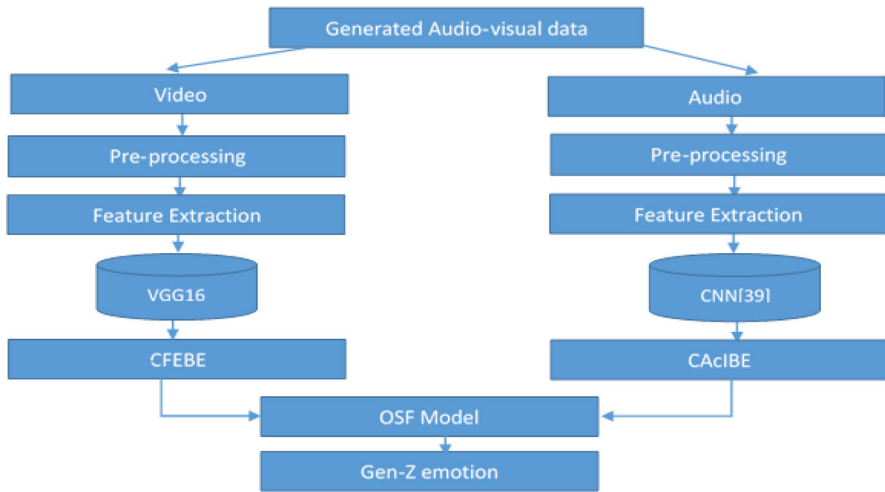 Generated Audio-visual data
Video
Audio
Pre-processing
Pre-processing
Feature Extraction
Feature Extraction
VGG16
CNN[39]
CFEBE
CAcIBE
OSF Model
Gen-Z emotion